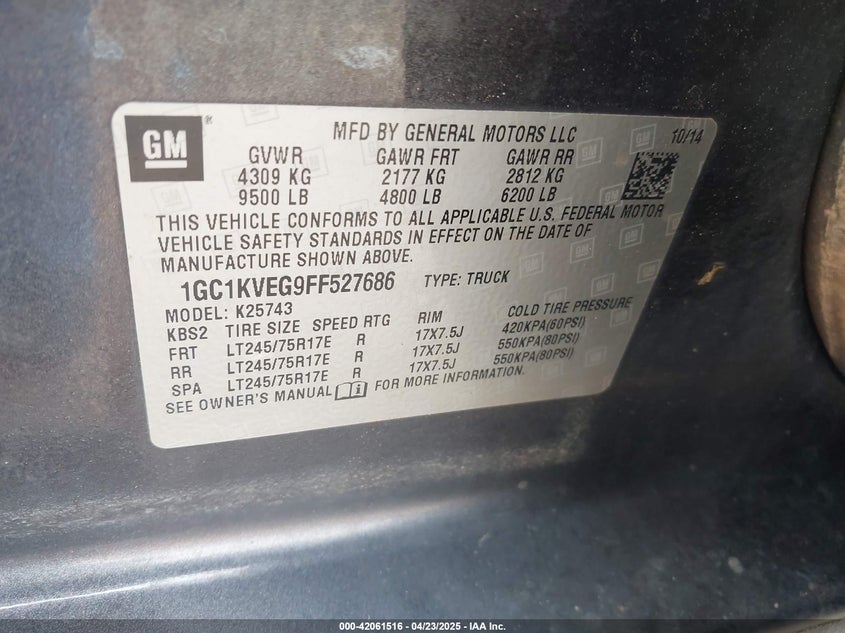 GM
MFD BY GENERAL MOTORS LLC 10/14
GVWR GAWR FRT GAWR RR
4309 KG 2177 KG 2812 KG
9500 LB 4800 LB 6200 LB
THIS VEHICLE CONFORMS TO ALL APPLICABLE U.S. FEDERAL MOTOR
VEHICLE SAFETY STANDARDS IN EFFECT ON THE DATE OF
MANUFACTURE SHOWN ABOVE.
1GC1KVEG9FF527686 TYPE: TRUCK
MODEL: K25743
KBS2 TIRE SIZE SPEED RTG RIM COLD TIRE PRESSURE
FRT LT245/75R17E R 17X7.5J 420KPA(60PSI)
RR LT245/75R17E R 17X7.5J 550KPA(80PSI)
SPA LT245/75R17E R 17X7.5J 550KPA(80PSI)
SEE OWNER'S MANUAL FOR MORE INFORMATION.
000-42061516 - 04/23/2025 - IAA Inc.